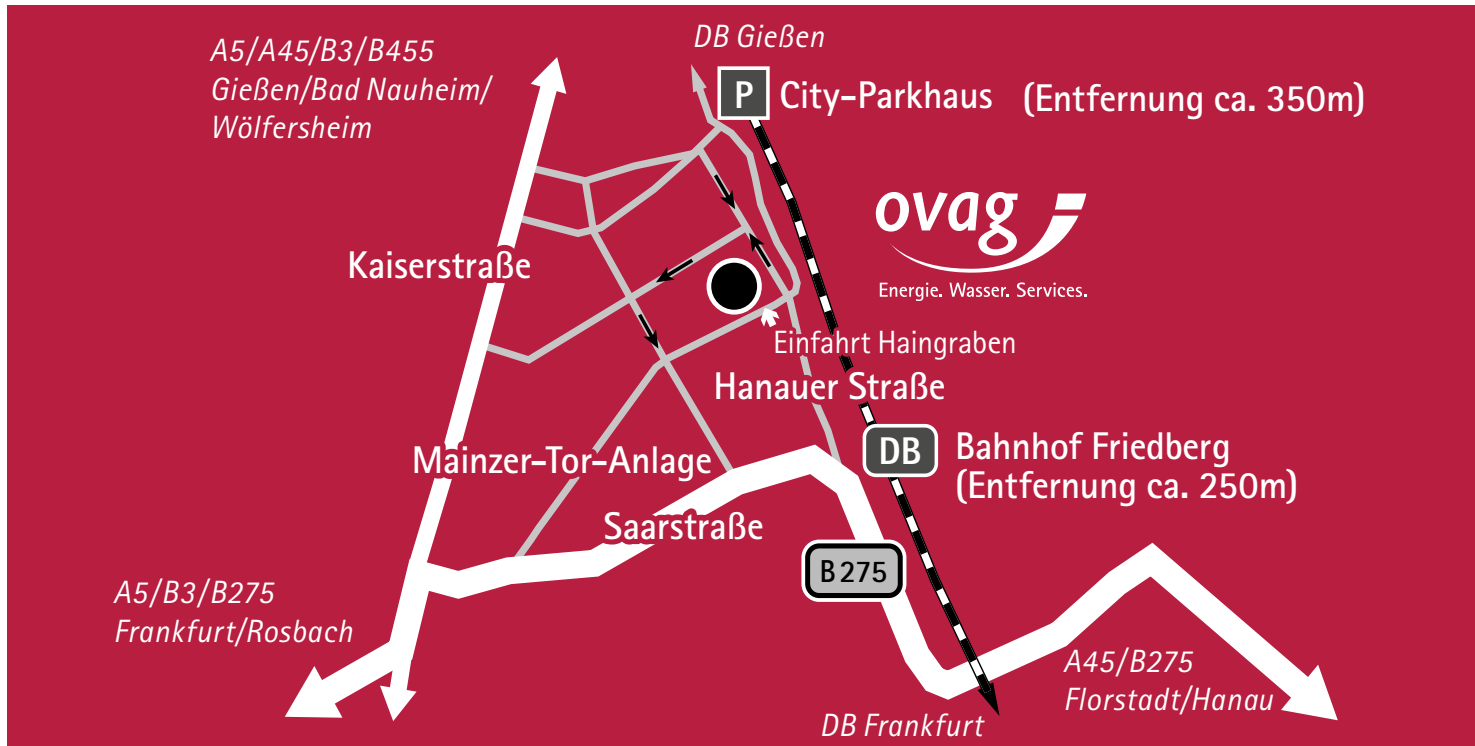 A5/A45/B3/B455
Gießen/Bad Nauheim/
Wölfersheim
DB Gießen
P
City-Parkhaus (Entfernung ca. 350m)
ovag
Energie. Wasser. Services.
Kaiserstraße
Einfahrt Haingraben
Hanauer Straße
Mainzer-Tor-Anlage
DB
Bahnhof Friedberg
(Entfernung ca. 250m)
Saarstraße
B 275
A5/B3/B275
Frankfurt/Rosbach
A45/B275
Florstadt/Hanau
DB Frankfurt